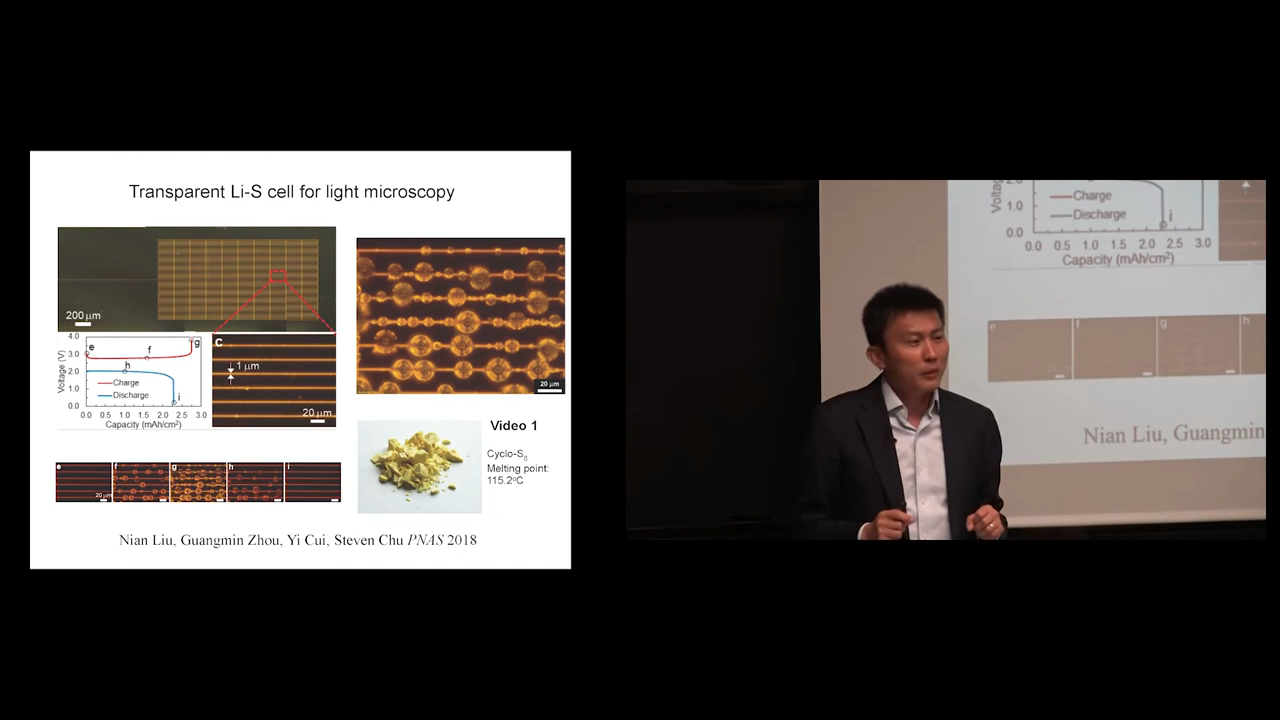 Transparent Li-S cell for light microscopy
200 μm
4.0
3.0
2.0
1.0
0.0
Voltage (V)
e
f
g
h
i
Charge
Discharge
0.0 0.5 1.0 1.5 2.0 2.5 3.0
Capacity (mAh/cm²)
c
1 μm
20 μm
20 μm
e f g h i
20 μm
Video 1
Cyclo-S₈
Melting point:
115.2°C
Nian Liu, Guangmin Zhou, Yi Cui, Steven Chu PNAS 2018
2.0
1.0
0.0
Charge
Discharge
i
0.0 0.5 1.0 1.5 2.0 2.5 3.0
Capacity (mAh/cm²)
e f g h
Nian Liu, Guangmin